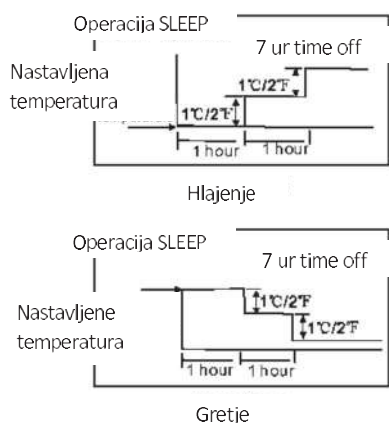 Operacija SLEEP
7 ur time off
Nastavljena
temperatura
1℃/2℉
1℃/2℉
1 hour
1 hour
Hlajenje
Operacija SLEEP
7 ur time off
Nastavljene
temperatura
1℃/2℉
1℃/2℉
1 hour
1 hour
Gretje